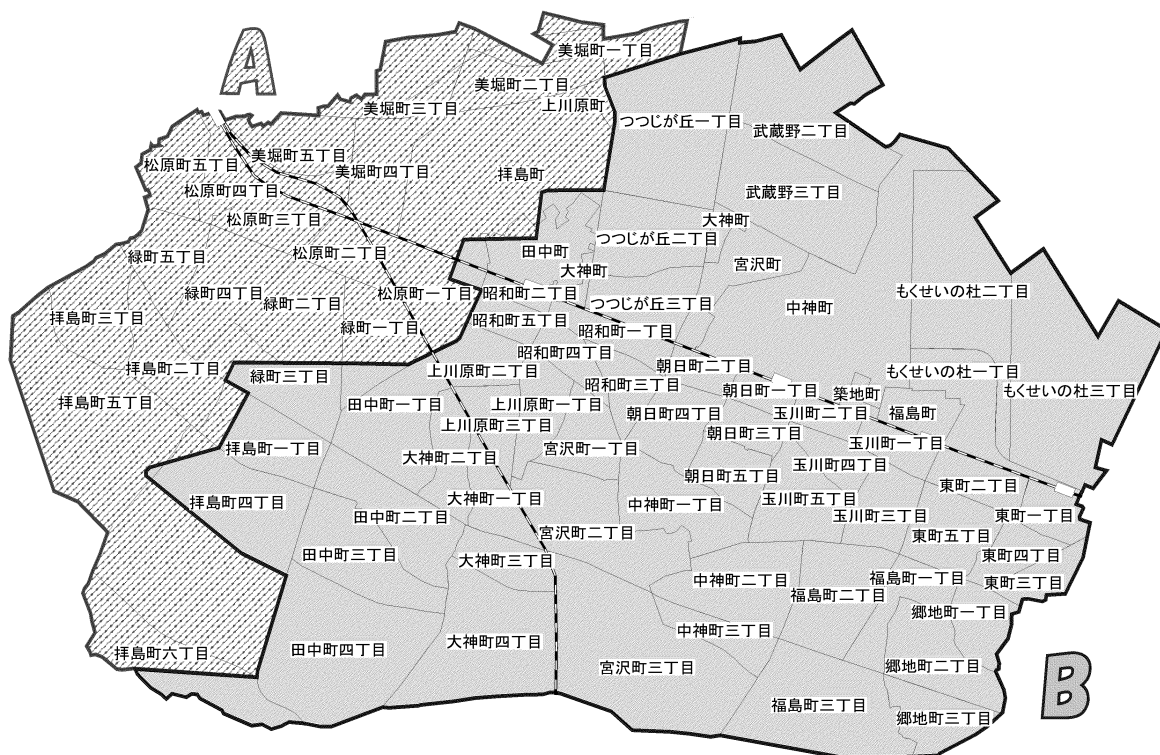 A
美堀町一丁目
美堀町二丁目
上川原町
美堀町三丁目
つつじが丘一丁目
武蔵野二丁目
松原町五丁目
美堀町五丁目
美堀町四丁目
拝島町
松原町四丁目
武蔵野三丁目
松原町三丁目
大神町
つつじが丘二丁目
緑町五丁目
松原町二丁目
田中町
宮沢町
大神町
緑町四丁目
緑町二丁目
松原町一丁目
昭和町二丁目
つつじが丘三丁目
中神町
もくせいの杜二丁目
拝島町三丁目
緑町一丁目
昭和町五丁目
昭和町一丁目
昭和町四丁目
拝島町二丁目
緑町三丁目
上川原町二丁目
朝日町二丁目
もくせいの杜一丁目
昭和町三丁目
朝日町一丁目
築地町
もくせいの杜三丁目
拝島町五丁目
田中町一丁目
上川原町一丁目
朝日町四丁目
玉川町二丁目
福島町
上川原町三丁目
朝日町三丁目
玉川町一丁目
拝島町一丁目
大神町二丁目
宮沢町一丁目
玉川町四丁目
朝日町五丁目
東町二丁目
拝島町四丁目
大神町一丁目
中神町一丁目
玉川町五丁目
田中町二丁目
玉川町三丁目
東町一丁目
宮沢町二丁目
東町五丁目
田中町三丁目
大神町三丁目
東町四丁目
中神町二丁目
福島町一丁目
東町三丁目
福島町二丁目
郷地町一丁目
中神町三丁目
拝島町六丁目
田中町四丁目
大神町四丁目
宮沢町三丁目
郷地町二丁目
B
福島町三丁目
郷地町三丁目